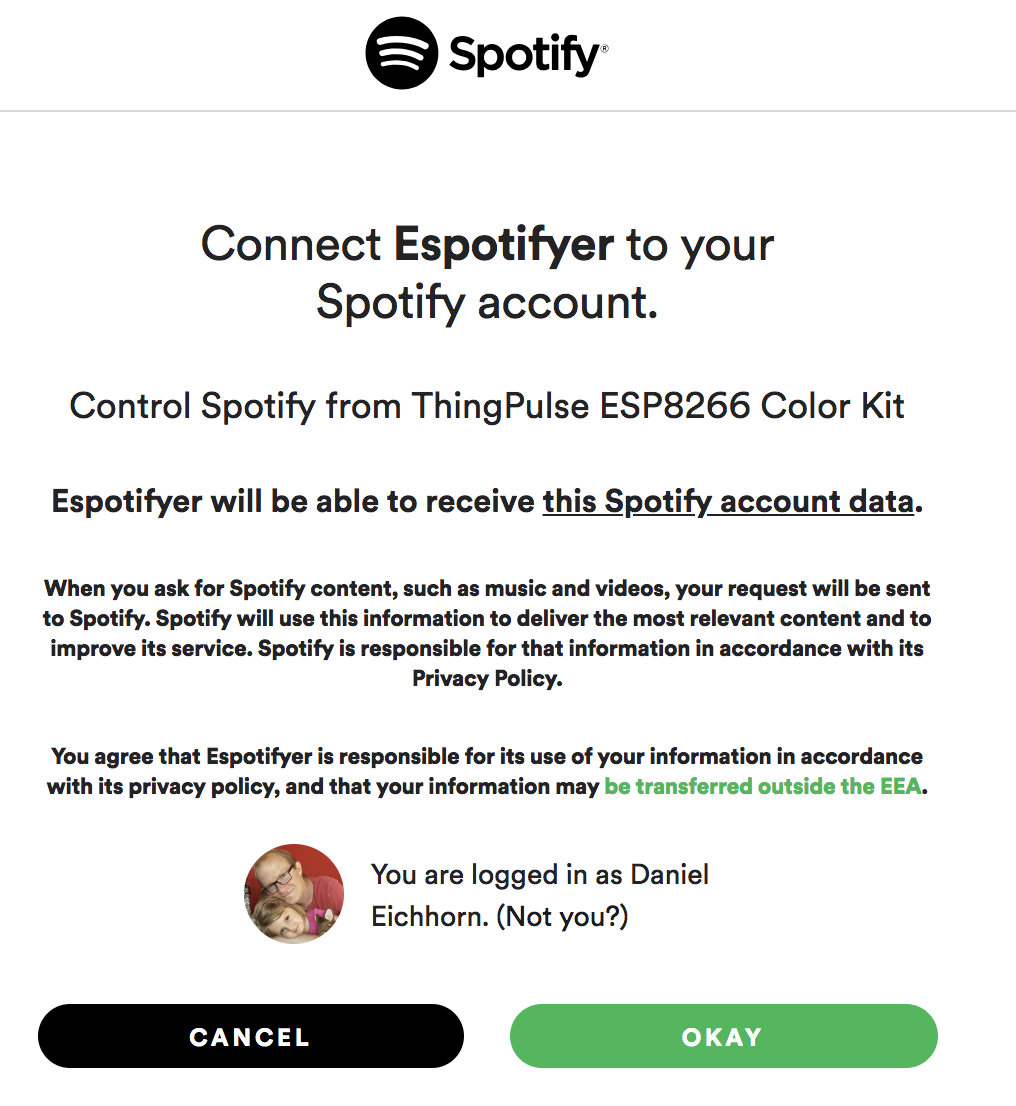 Spotify®
Connect Espotifyer to your
Spotify account.
Control Spotify from ThingPulse ESP8266 Color Kit
Espotifyer will be able to receive this Spotify account data.
When you ask for Spotify content, such as music and videos, your request will be sent
to Spotify. Spotify will use this information to deliver the most relevant content and to
improve its service. Spotify is responsible for that information in accordance with its
Privacy Policy.
You agree that Espotifyer is responsible for its use of your information in accordance
with its privacy policy, and that your information may be transferred outside the EEA.
You are logged in as Daniel
Eichhorn. (Not you?)
CANCEL
OKAY